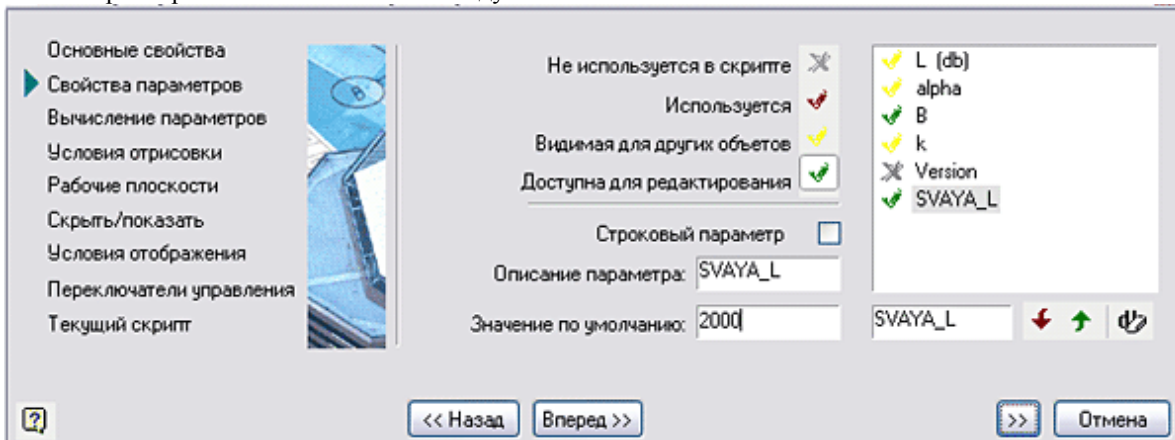 Основные свойства
Свойства параметров
Вычисление параметров
Условия отрисовки
Рабочие плоскости
Скрыть/показать
Условия отображения
Переключатели управления
Текущий скрипт
Не используется в скрипте
Используется
Видимая для других объетов
Доступна для редактирования
Строковый параметр
Описание параметра: SVAYA_L
Значение по умолчанию: 2000
L (db)
alpha
B
k
Version
SVAYA_L
SVAYA_L
<< Назад
Вперед >>
>>
Отмена